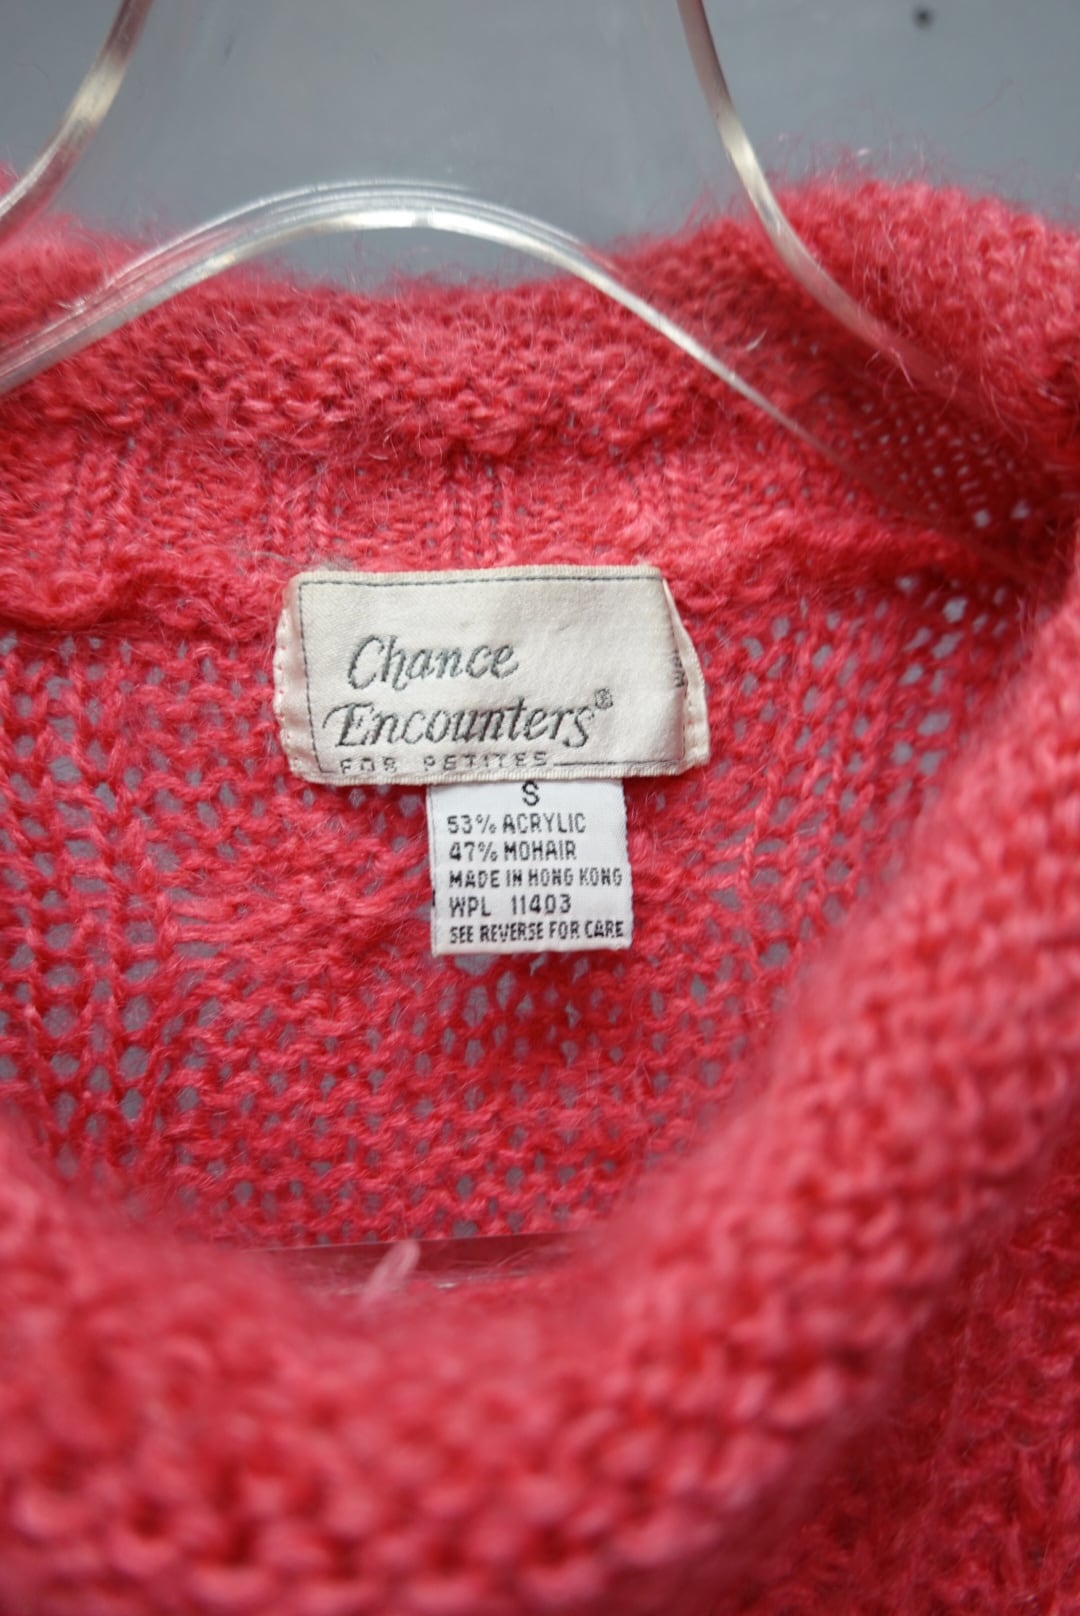 Chance
Encounters®
FOR PETITES
S
53% ACRYLIC
47% MOHAIR
MADE IN HONG KONG
WPL 11403
SEE REVERSE FOR CARE